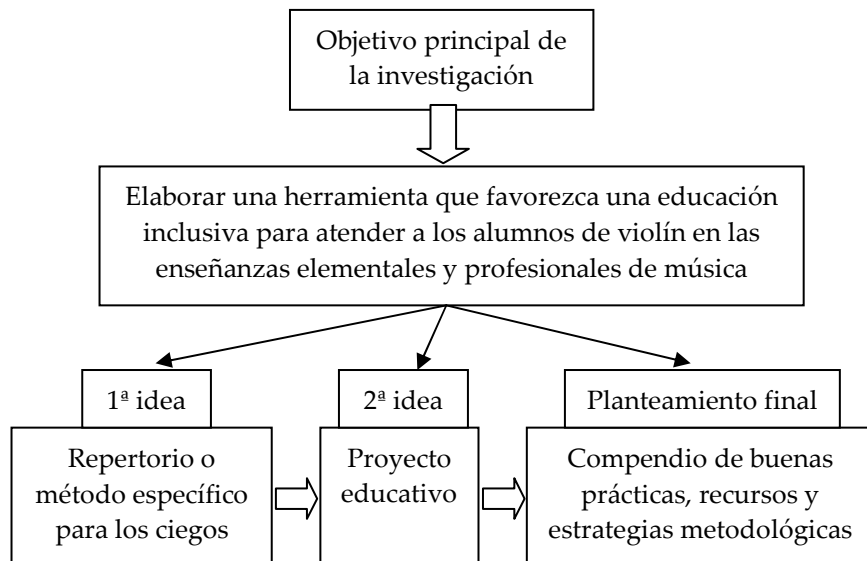 Objetivo principal de
la investigación
Elaborar una herramienta que favorezca una educación
inclusiva para atender a los alumnos de violín en las
enseñanzas elementales y profesionales de música
1ª idea
Repertorio o
método específico
para los ciegos
2ª idea
Proyecto
educativo
Planteamiento final
Compendio de buenas
prácticas, recursos y
estrategias metodológicas